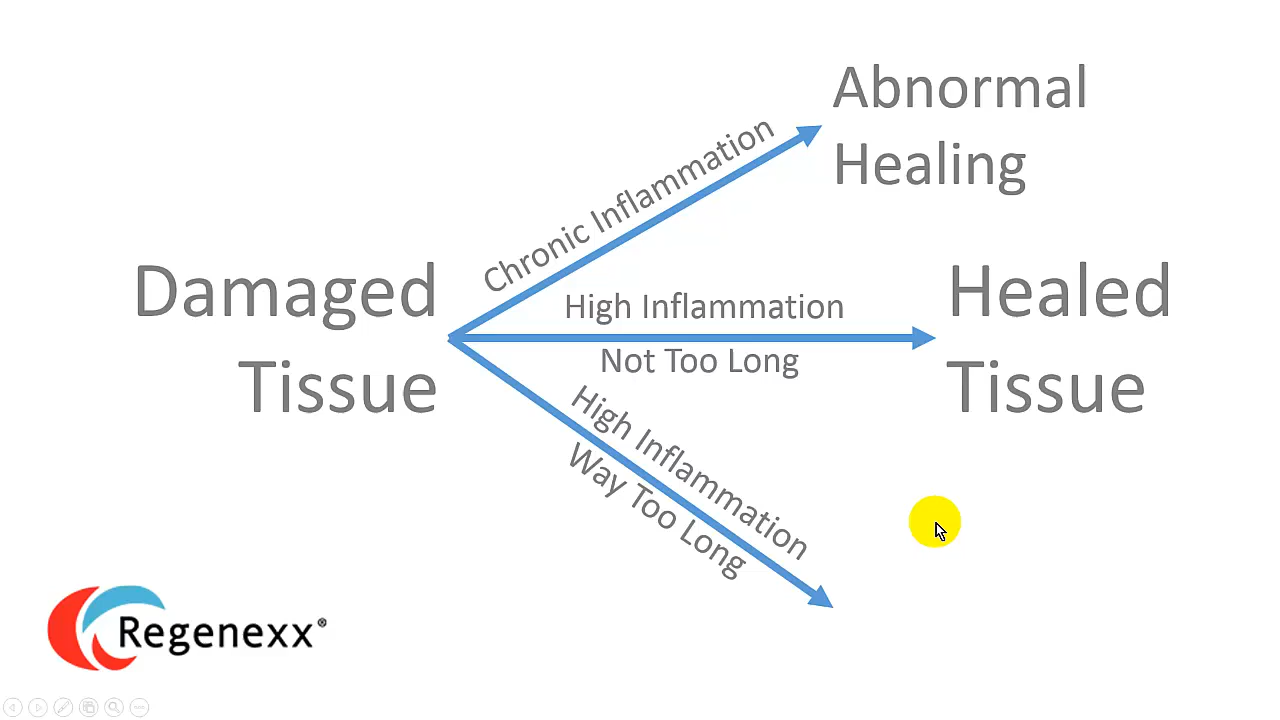 Abnormal
Healing
Chronic Inflammation
Damaged
Tissue
High Inflammation
Not Too Long
Healed
Tissue
High Inflammation
Way Too Long
Regenexx®